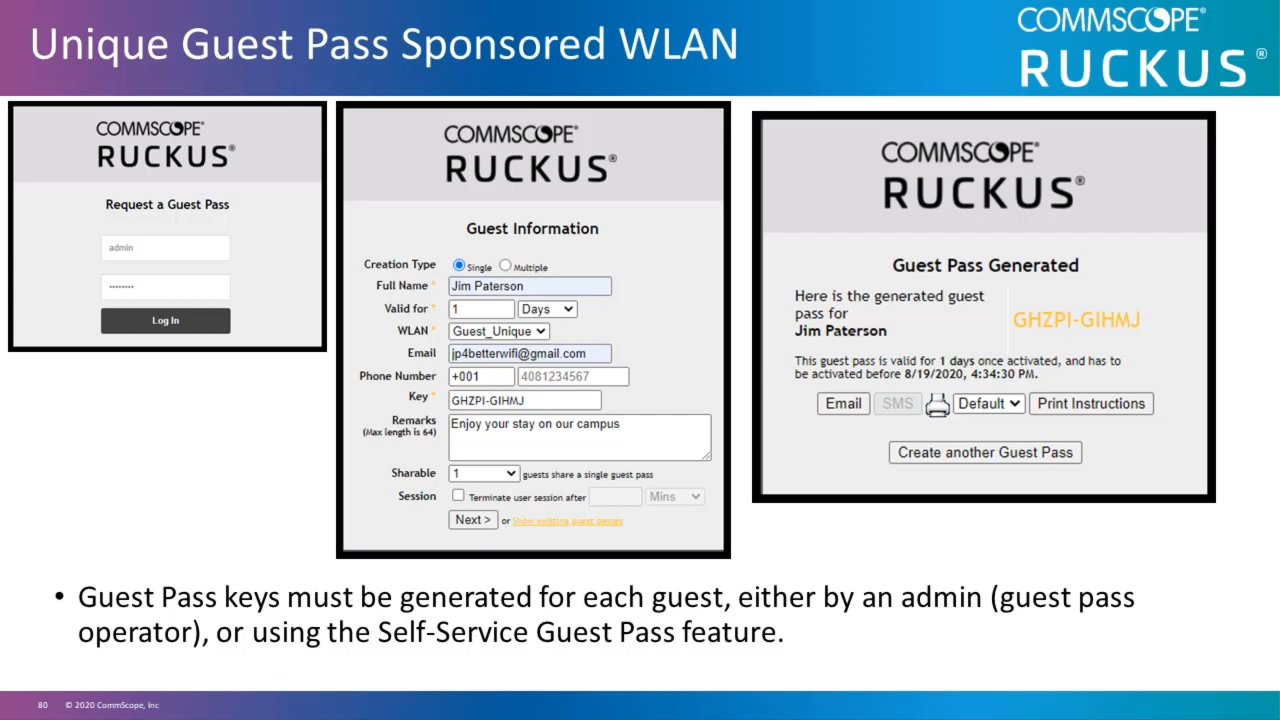 Unique Guest Pass Sponsored WLAN
COMMSCOPE®
RUCKUS®
COMMSCOPE®
RUCKUS®
Request a Guest Pass
admin
••••••••
Log In
COMMSCOPE®
RUCKUS®
Guest Information
Creation Type Single Multiple
Full Name * Jim Paterson
Valid for * 1 Days
WLAN * Guest_Unique
Email jp4betterwifi@gmail.com
Phone Number +001 4081234567
Key * GHZPI-GIHMJ
Remarks Enjoy your stay on our campus
(Max length is 64)
Sharable 1 guests share a single guest pass
Session Terminate user session after Mins
Next > or Show existing guest passes
COMMSCOPE®
RUCKUS®
Guest Pass Generated
Here is the generated guest
pass for
Jim Paterson
GHZPI-GIHMJ
This guest pass is valid for 1 days once activated, and has to
be activated before 8/19/2020, 4:34:30 PM.
Email SMS Default Print Instructions
Create another Guest Pass
• Guest Pass keys must be generated for each guest, either by an admin (guest pass
operator), or using the Self-Service Guest Pass feature.
80 © 2020 CommScope, Inc